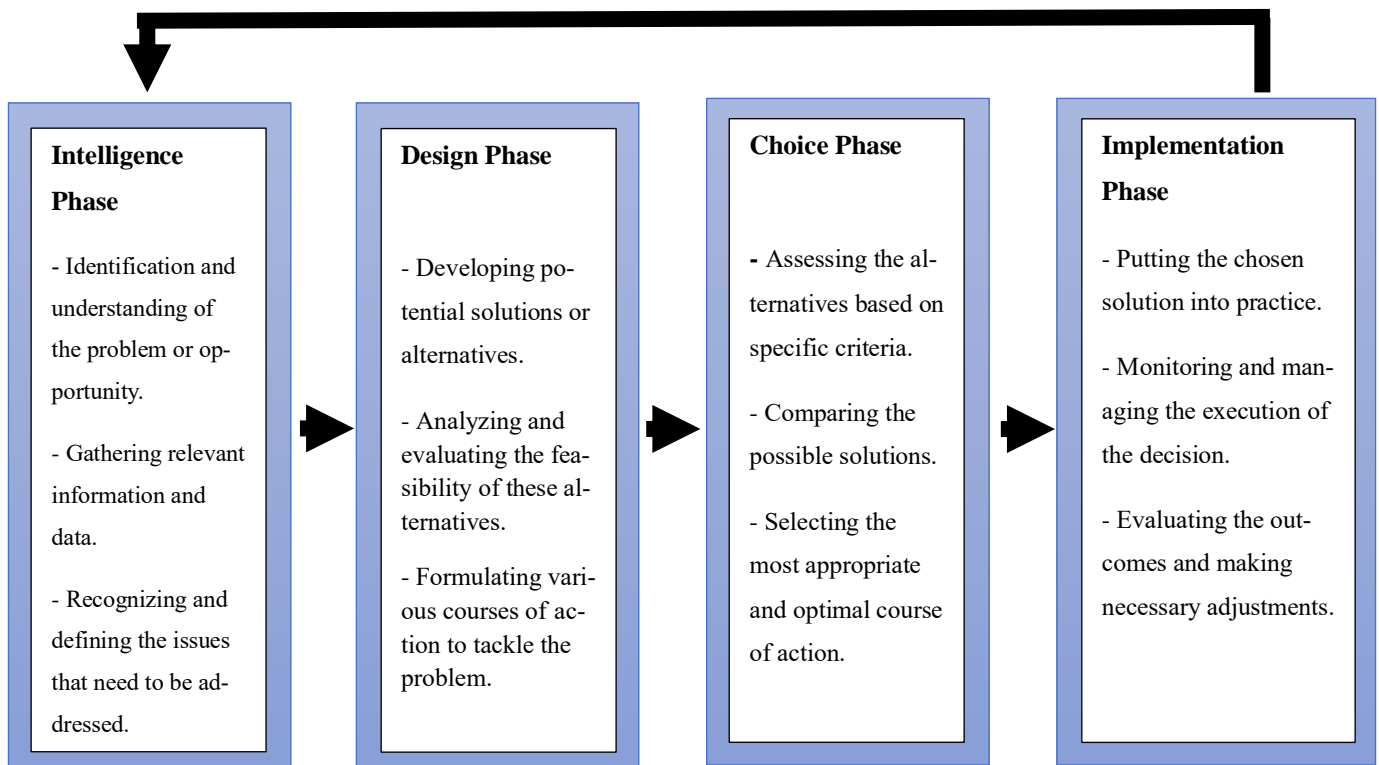 Intelligence
Phase
- Identification and
understanding of
the problem or op-
portunity.
- Gathering relevant
information and
data.
- Recognizing and
defining the issues
that need to be ad-
dressed.
Design Phase
- Developing po-
tential solutions or
alternatives.
- Analyzing and
evaluating the fea-
sibility of these al-
ternatives.
- Formulating vari-
ous courses of ac-
tion to tackle the
problem.
Choice Phase
- Assessing the al-
ternatives based on
specific criteria.
- Comparing the
possible solutions.
- Selecting the
most appropriate
and optimal course
of action.
Implementation
Phase
- Putting the chosen
solution into practice.
- Monitoring and man-
aging the execution of
the decision.
- Evaluating the out-
comes and making
necessary adjustments.